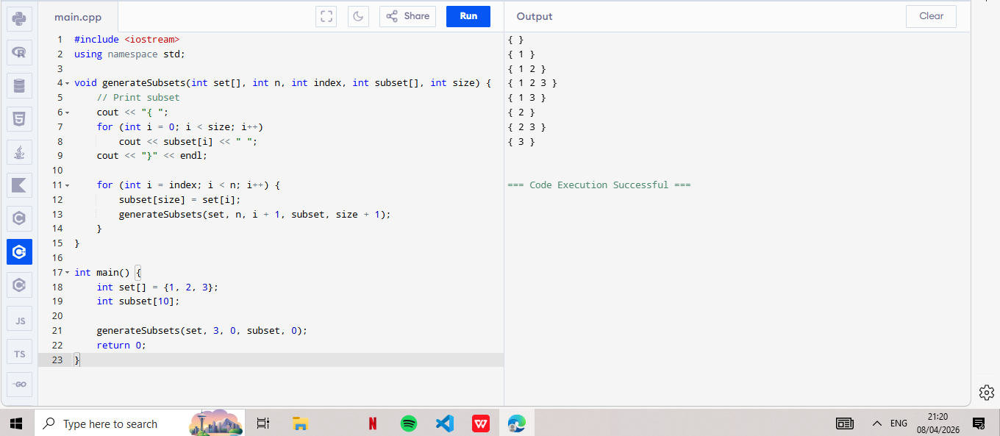 main.cpp
Share
Run
Output
Clear
1 #include <iostream>
2 using namespace std;
3
4 void generateSubsets(int set[], int n, int index, int subset[], int size) {
5     // Print subset
6     cout << "{ ";
7     for (int i = 0; i < size; i++)
8         cout << subset[i] << " ";
9     cout << "}" << endl;
10
11     for (int i = index; i < n; i++) {
12         subset[size] = set[i];
13         generateSubsets(set, n, i + 1, subset, size + 1);
14     }
15 }
16
17 int main() {
18     int set[] = {1, 2, 3};
19     int subset[10];
20
21     generateSubsets(set, 3, 0, subset, 0);
22     return 0;
23 }
{ }
{ 1 }
{ 1 2 }
{ 1 2 3 }
{ 1 3 }
{ 2 }
{ 2 3 }
{ 3 }
=== Code Execution Successful ===
JS
TS
GO
Type here to search
ENG
21:20
08/04/2026